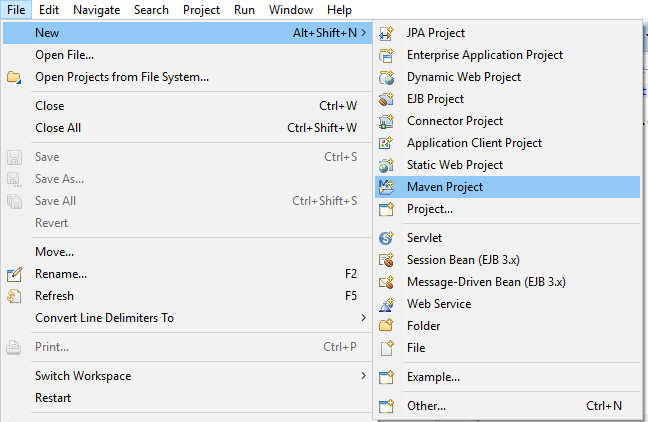 File Edit Navigate Search Project Run Window Help
New Alt+Shift+N >
Open File...
Open Projects from File System...
Close Ctrl+W
Close All Ctrl+Shift+W
Save Ctrl+S
Save As...
Save All Ctrl+Shift+S
Revert
Move...
Rename... F2
Refresh F5
Convert Line Delimiters To >
Print... Ctrl+P
Switch Workspace >
Restart
JPA Project
Enterprise Application Project
Dynamic Web Project
EJB Project
Connector Project
Application Client Project
Static Web Project
Maven Project
Project...
Servlet
Session Bean (EJB 3.x)
Message-Driven Bean (EJB 3.x)
Web Service
Folder
File
Example...
Other... Ctrl+N